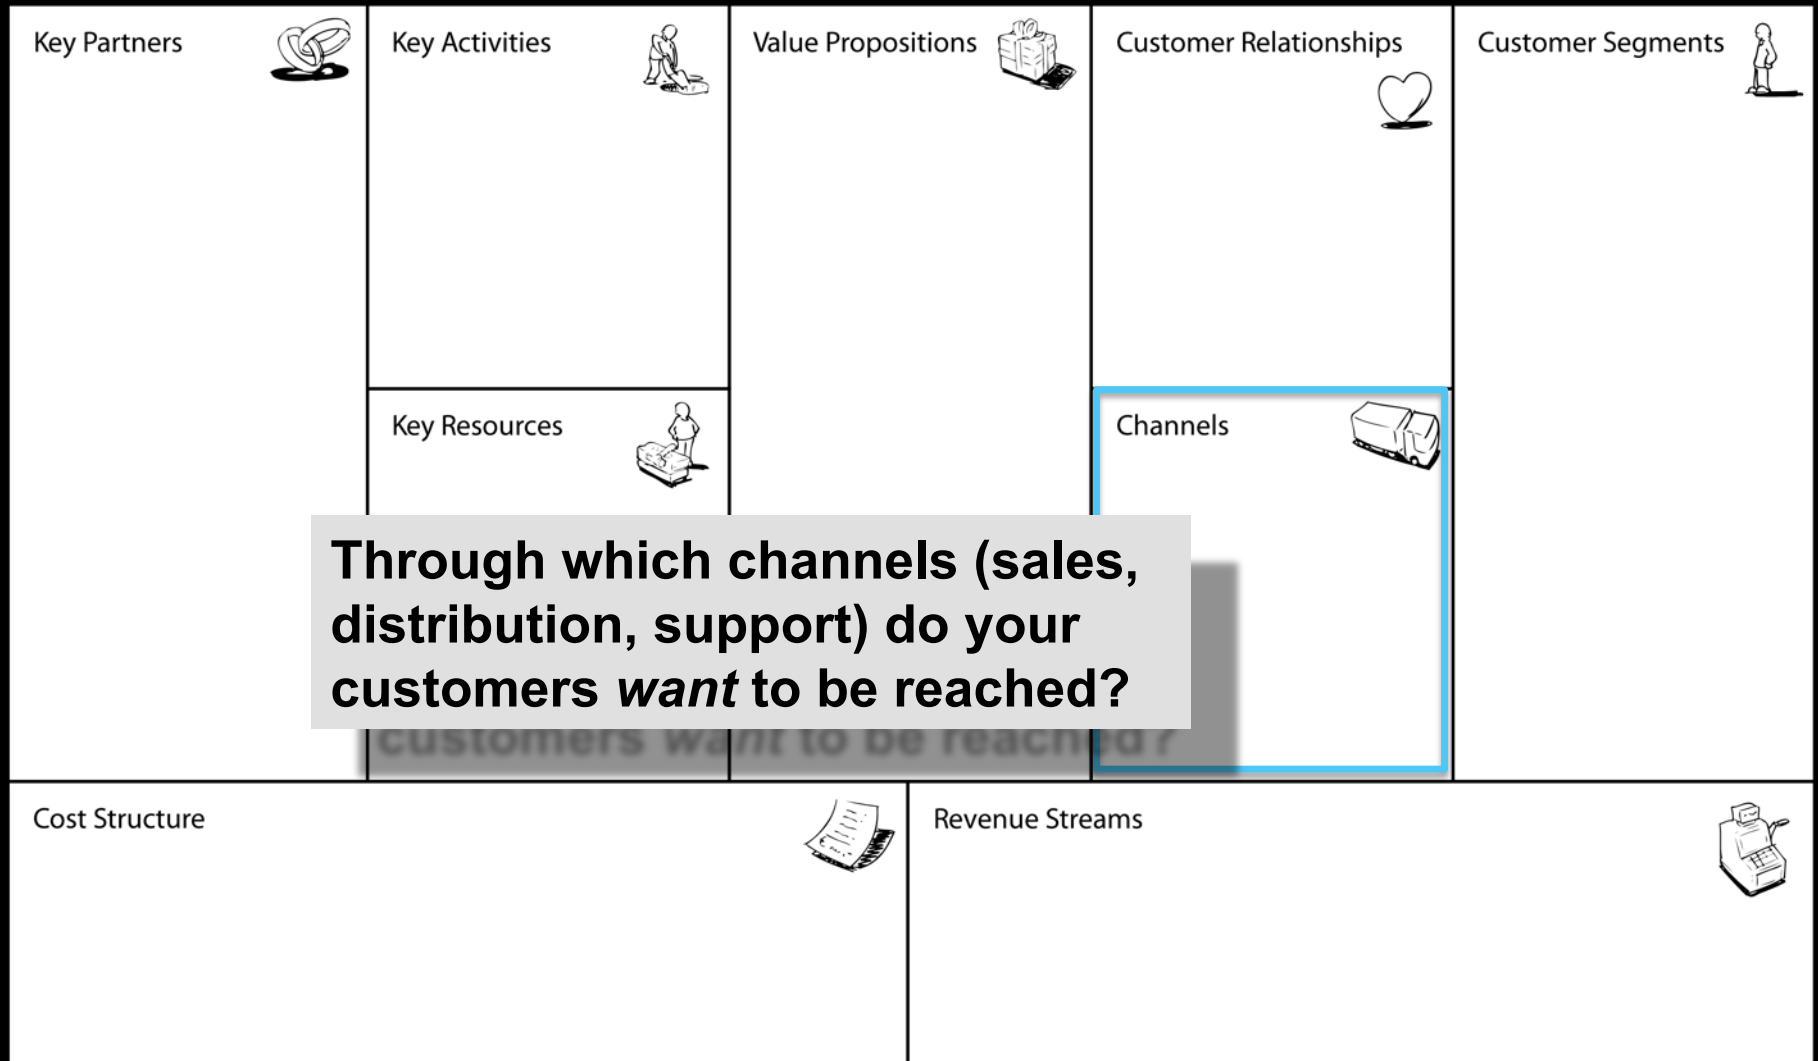 Key Partners
Key Activities
Value Propositions
Customer Relationships
Customer Segments
Key Resources
Channels
Through which channels (sales,
distribution, support) do your
customers want to be reached?
Cost Structure
Revenue Streams